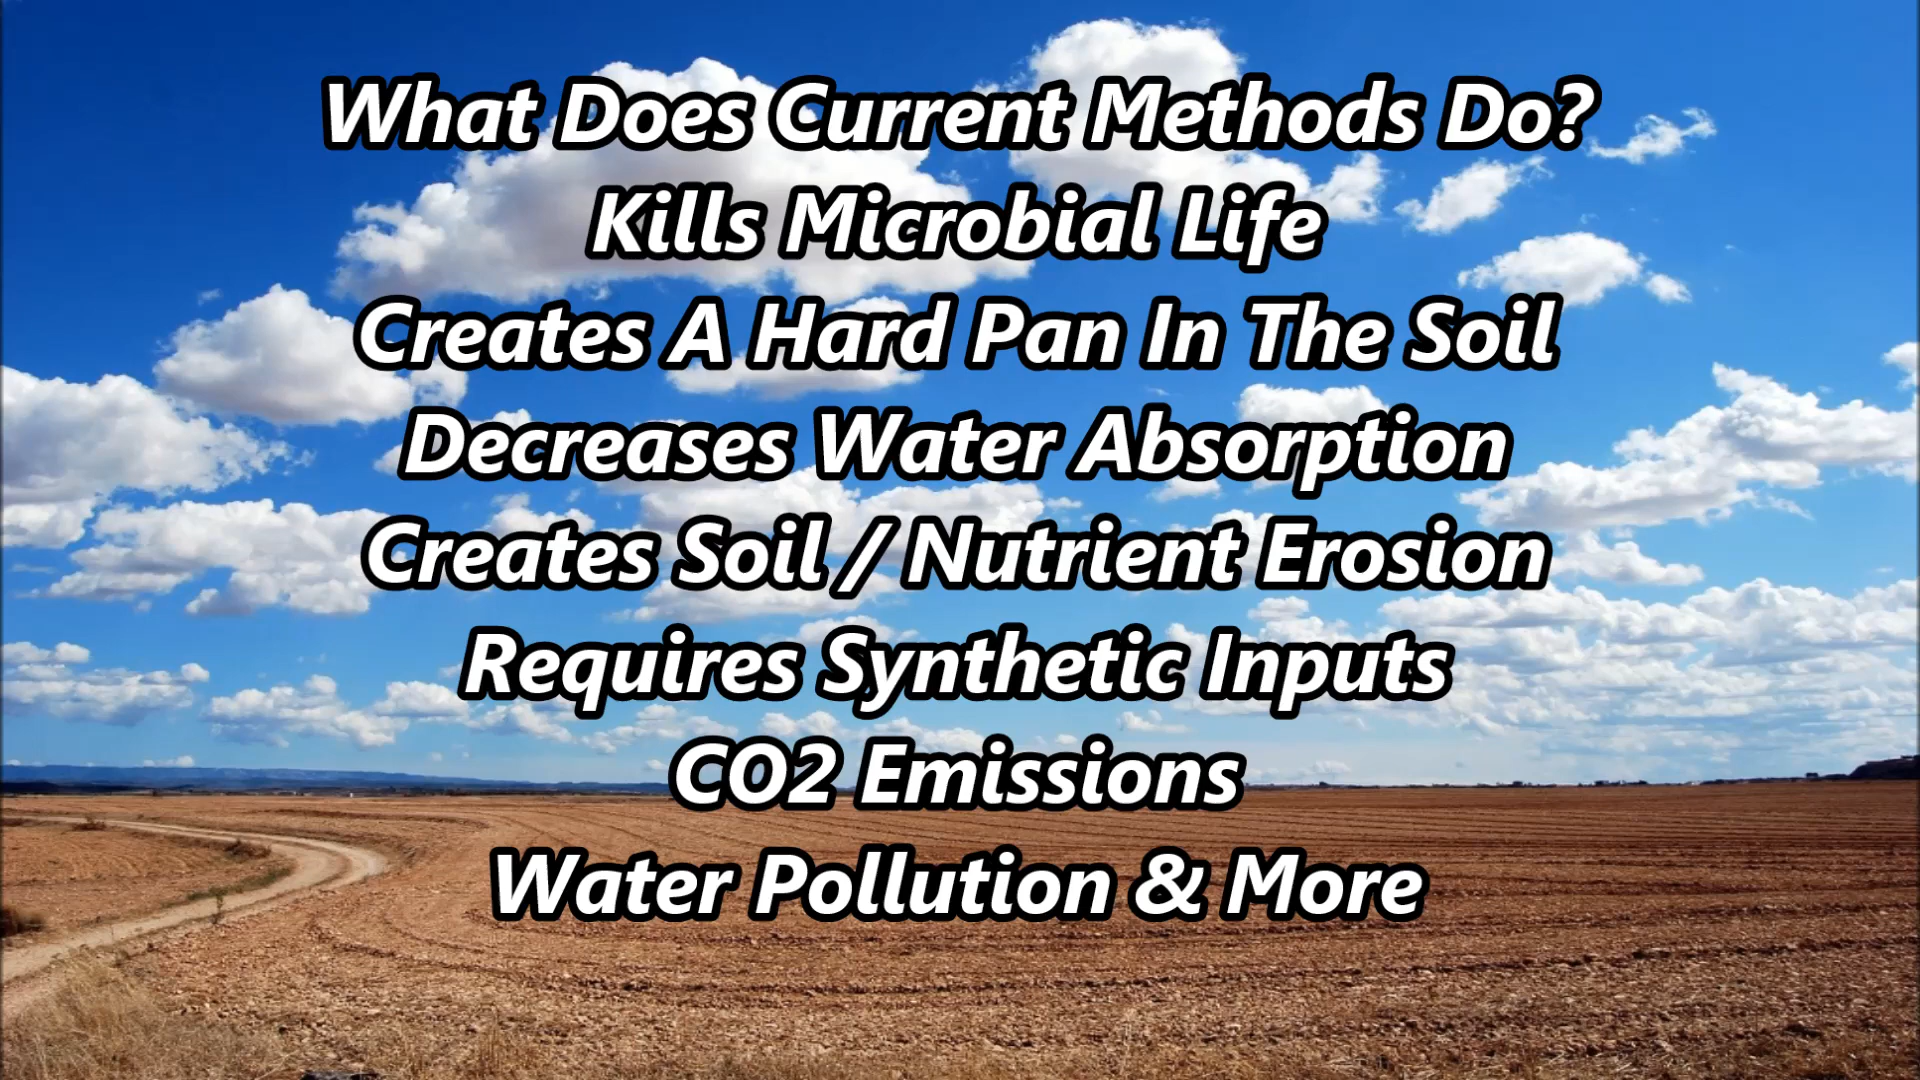 What Does Current Methods Do?
Kills Microbial Life
Creates A Hard Pan In The Soil
Decreases Water Absorption
Creates Soil / Nutrient Erosion
Requires Synthetic Inputs
CO2 Emissions
Water Pollution & More